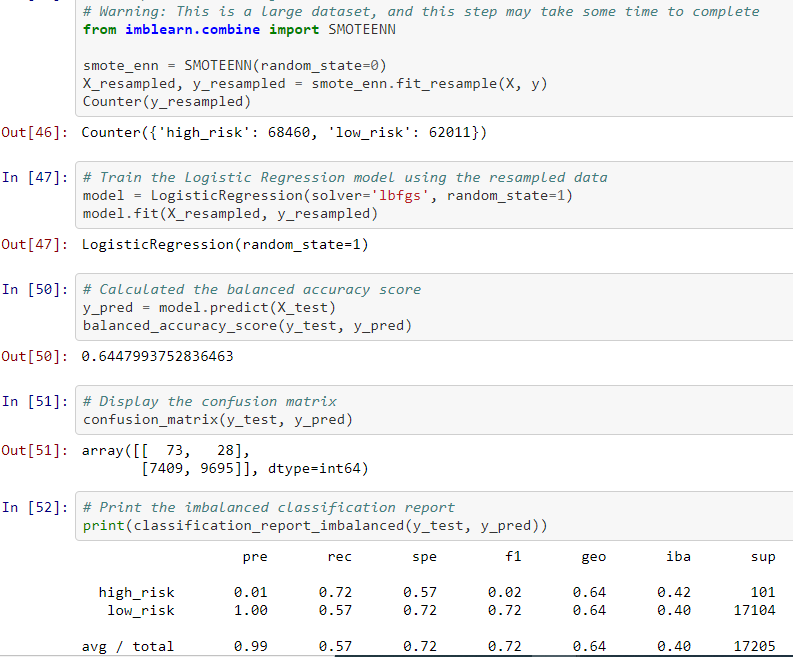 # Warning: This is a large dataset, and this step may take some time to complete
from imblearn.combine import SMOTEENN
smote_enn = SMOTEENN(random_state=0)
X_resampled, y_resampled = smote_enn.fit_resample(X, y)
Counter(y_resampled)
Out[46]: Counter({'high_risk': 68460, 'low_risk': 62011})
In [47]: # Train the Logistic Regression model using the resampled data
model = LogisticRegression(solver='lbfgs', random_state=1)
model.fit(X_resampled, y_resampled)
Out[47]: LogisticRegression(random_state=1)
In [50]: # Calculated the balanced accuracy score
y_pred = model.predict(X_test)
balanced_accuracy_score(y_test, y_pred)
Out[50]: 0.6447993752836463
In [51]: # Display the confusion matrix
confusion_matrix(y_test, y_pred)
Out[51]: array([[  73,   28],
       [7409, 9695]], dtype=int64)
In [52]: # Print the imbalanced classification report
print(classification_report_imbalanced(y_test, y_pred))
pre rec spe f1 geo iba sup
high_risk 0.01 0.72 0.57 0.02 0.64 0.42 101
low_risk 1.00 0.57 0.72 0.72 0.64 0.40 17104
avg / total 0.99 0.57 0.72 0.72 0.64 0.40 17205